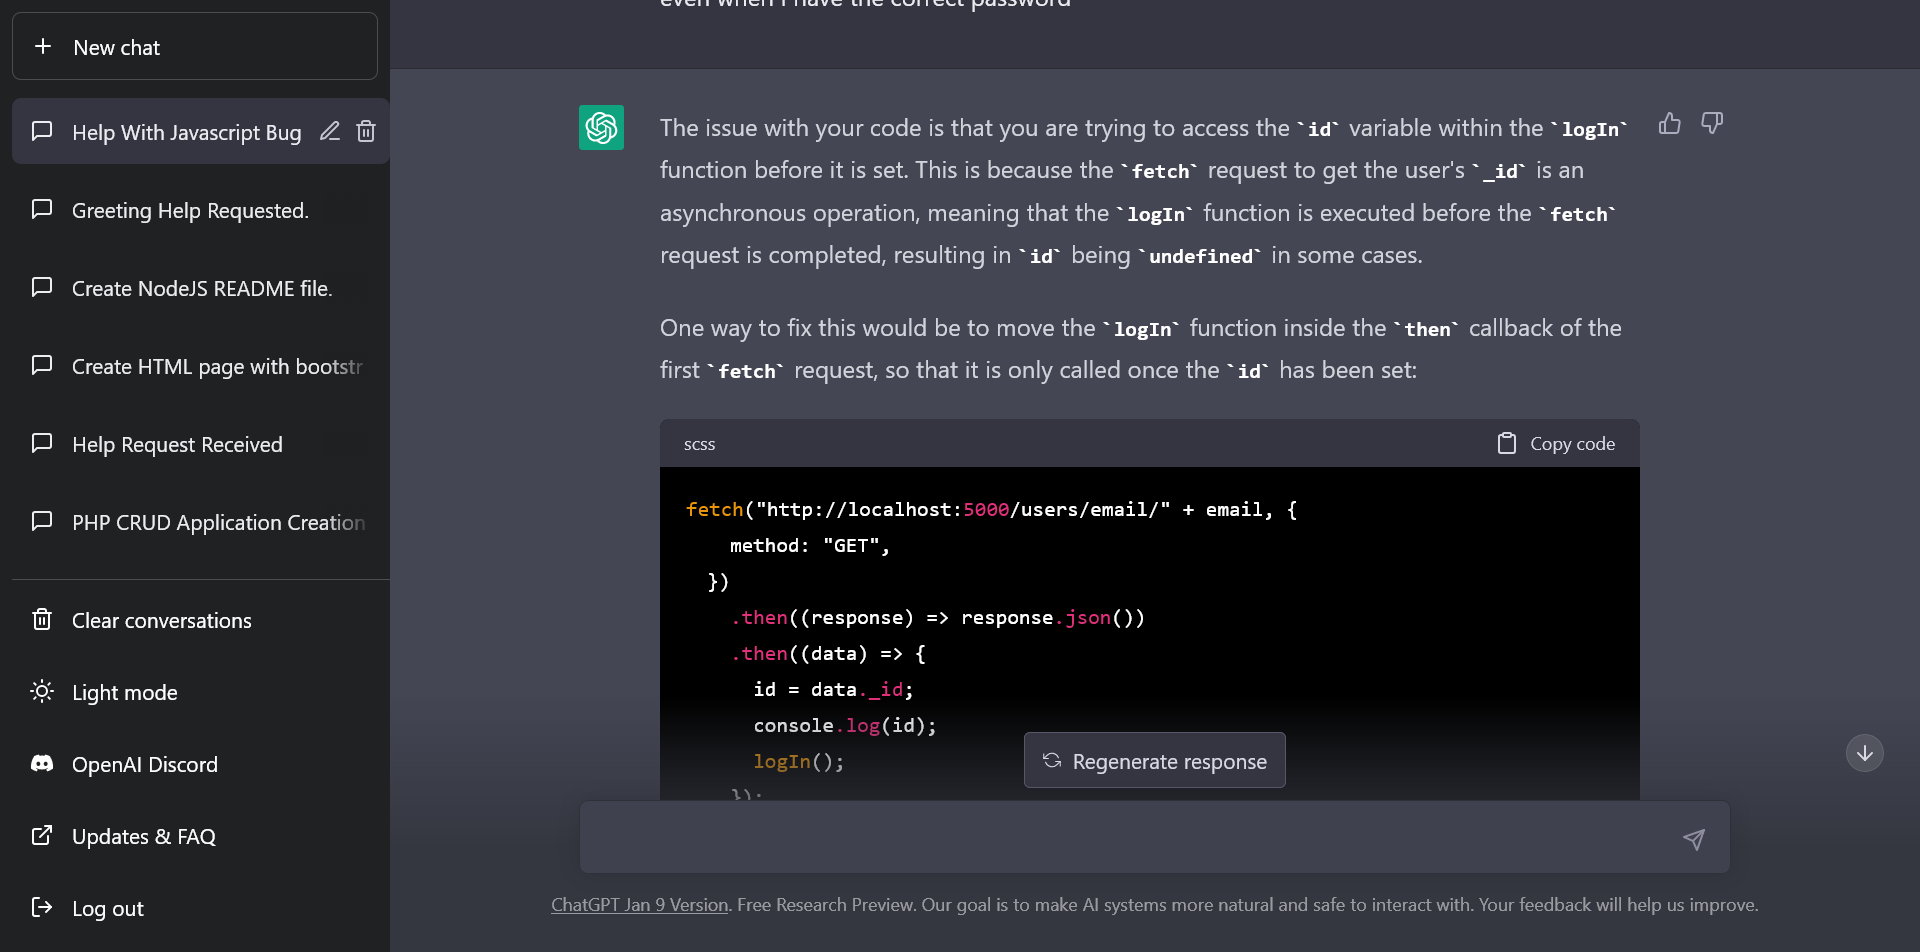 New chat
Help With Javascript Bug
Greeting Help Requested.
Create NodeJS README file.
Create HTML page with bootstr
Help Request Received
PHP CRUD Application Creation
Clear conversations
Light mode
OpenAI Discord
Updates & FAQ
Log out
even when I have the correct password
The issue with your code is that you are trying to access the `id` variable within the `logIn`
function before it is set. This is because the `fetch` request to get the user's `_id` is an
asynchronous operation, meaning that the `logIn` function is executed before the `fetch`
request is completed, resulting in `id` being `undefined` in some cases.
One way to fix this would be to move the `logIn` function inside the `then` callback of the
first `fetch` request, so that it is only called once the `id` has been set:
scss
Copy code
fetch("http://localhost:5000/users/email/" + email, {
method: "GET",
})
.then((response) => response.json())
.then((data) => {
id = data._id;
console.log(id);
logIn();
});
Regenerate response
ChatGPT Jan 9 Version. Free Research Preview. Our goal is to make AI systems more natural and safe to interact with. Your feedback will help us improve.